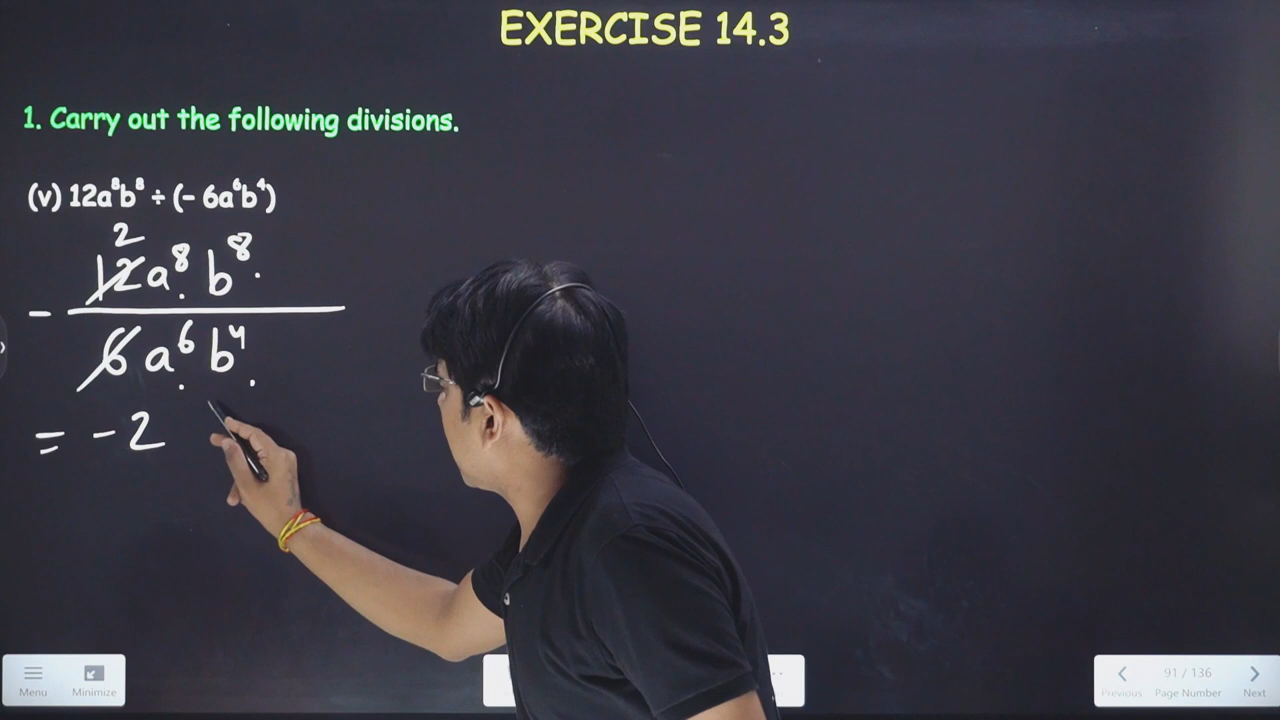 EXERCISE 14.3
1. Carry out the following divisions.
(v) 12a⁸b⁸ ÷ (- 6a⁶b⁴)
2
- 12a⁸ b⁸
6 a⁶ b⁴
= -2
Menu
Minimize
91 / 136
Previous Page Number Next